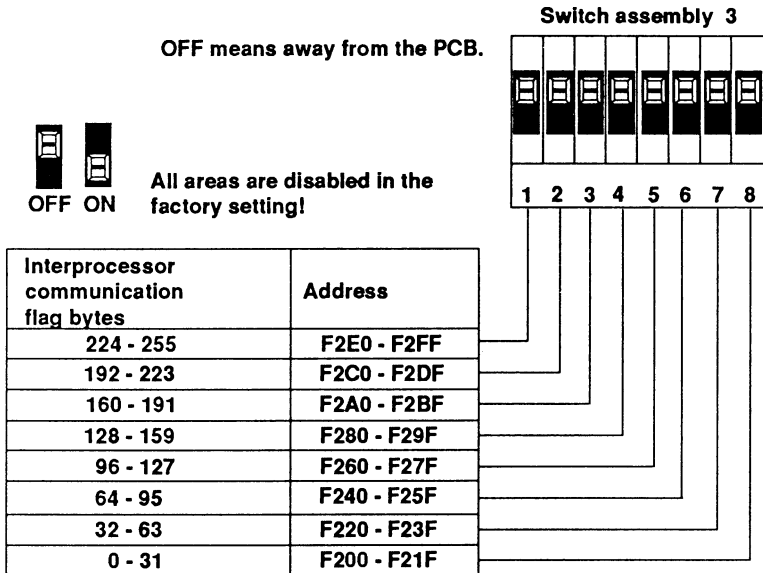 Switch assembly 3
OFF means away from the PCB.
OFF ON
All areas are disabled in the
factory setting!
1 2 3 4 5 6 7 8
Interprocessor
communication
flag bytes
Address
224 - 255 F2E0 - F2FF
192 - 223 F2C0 - F2DF
160 - 191 F2A0 - F2BF
128 - 159 F280 - F29F
96 - 127 F260 - F27F
64 - 95 F240 - F25F
32 - 63 F220 - F23F
0 - 31 F200 - F21F